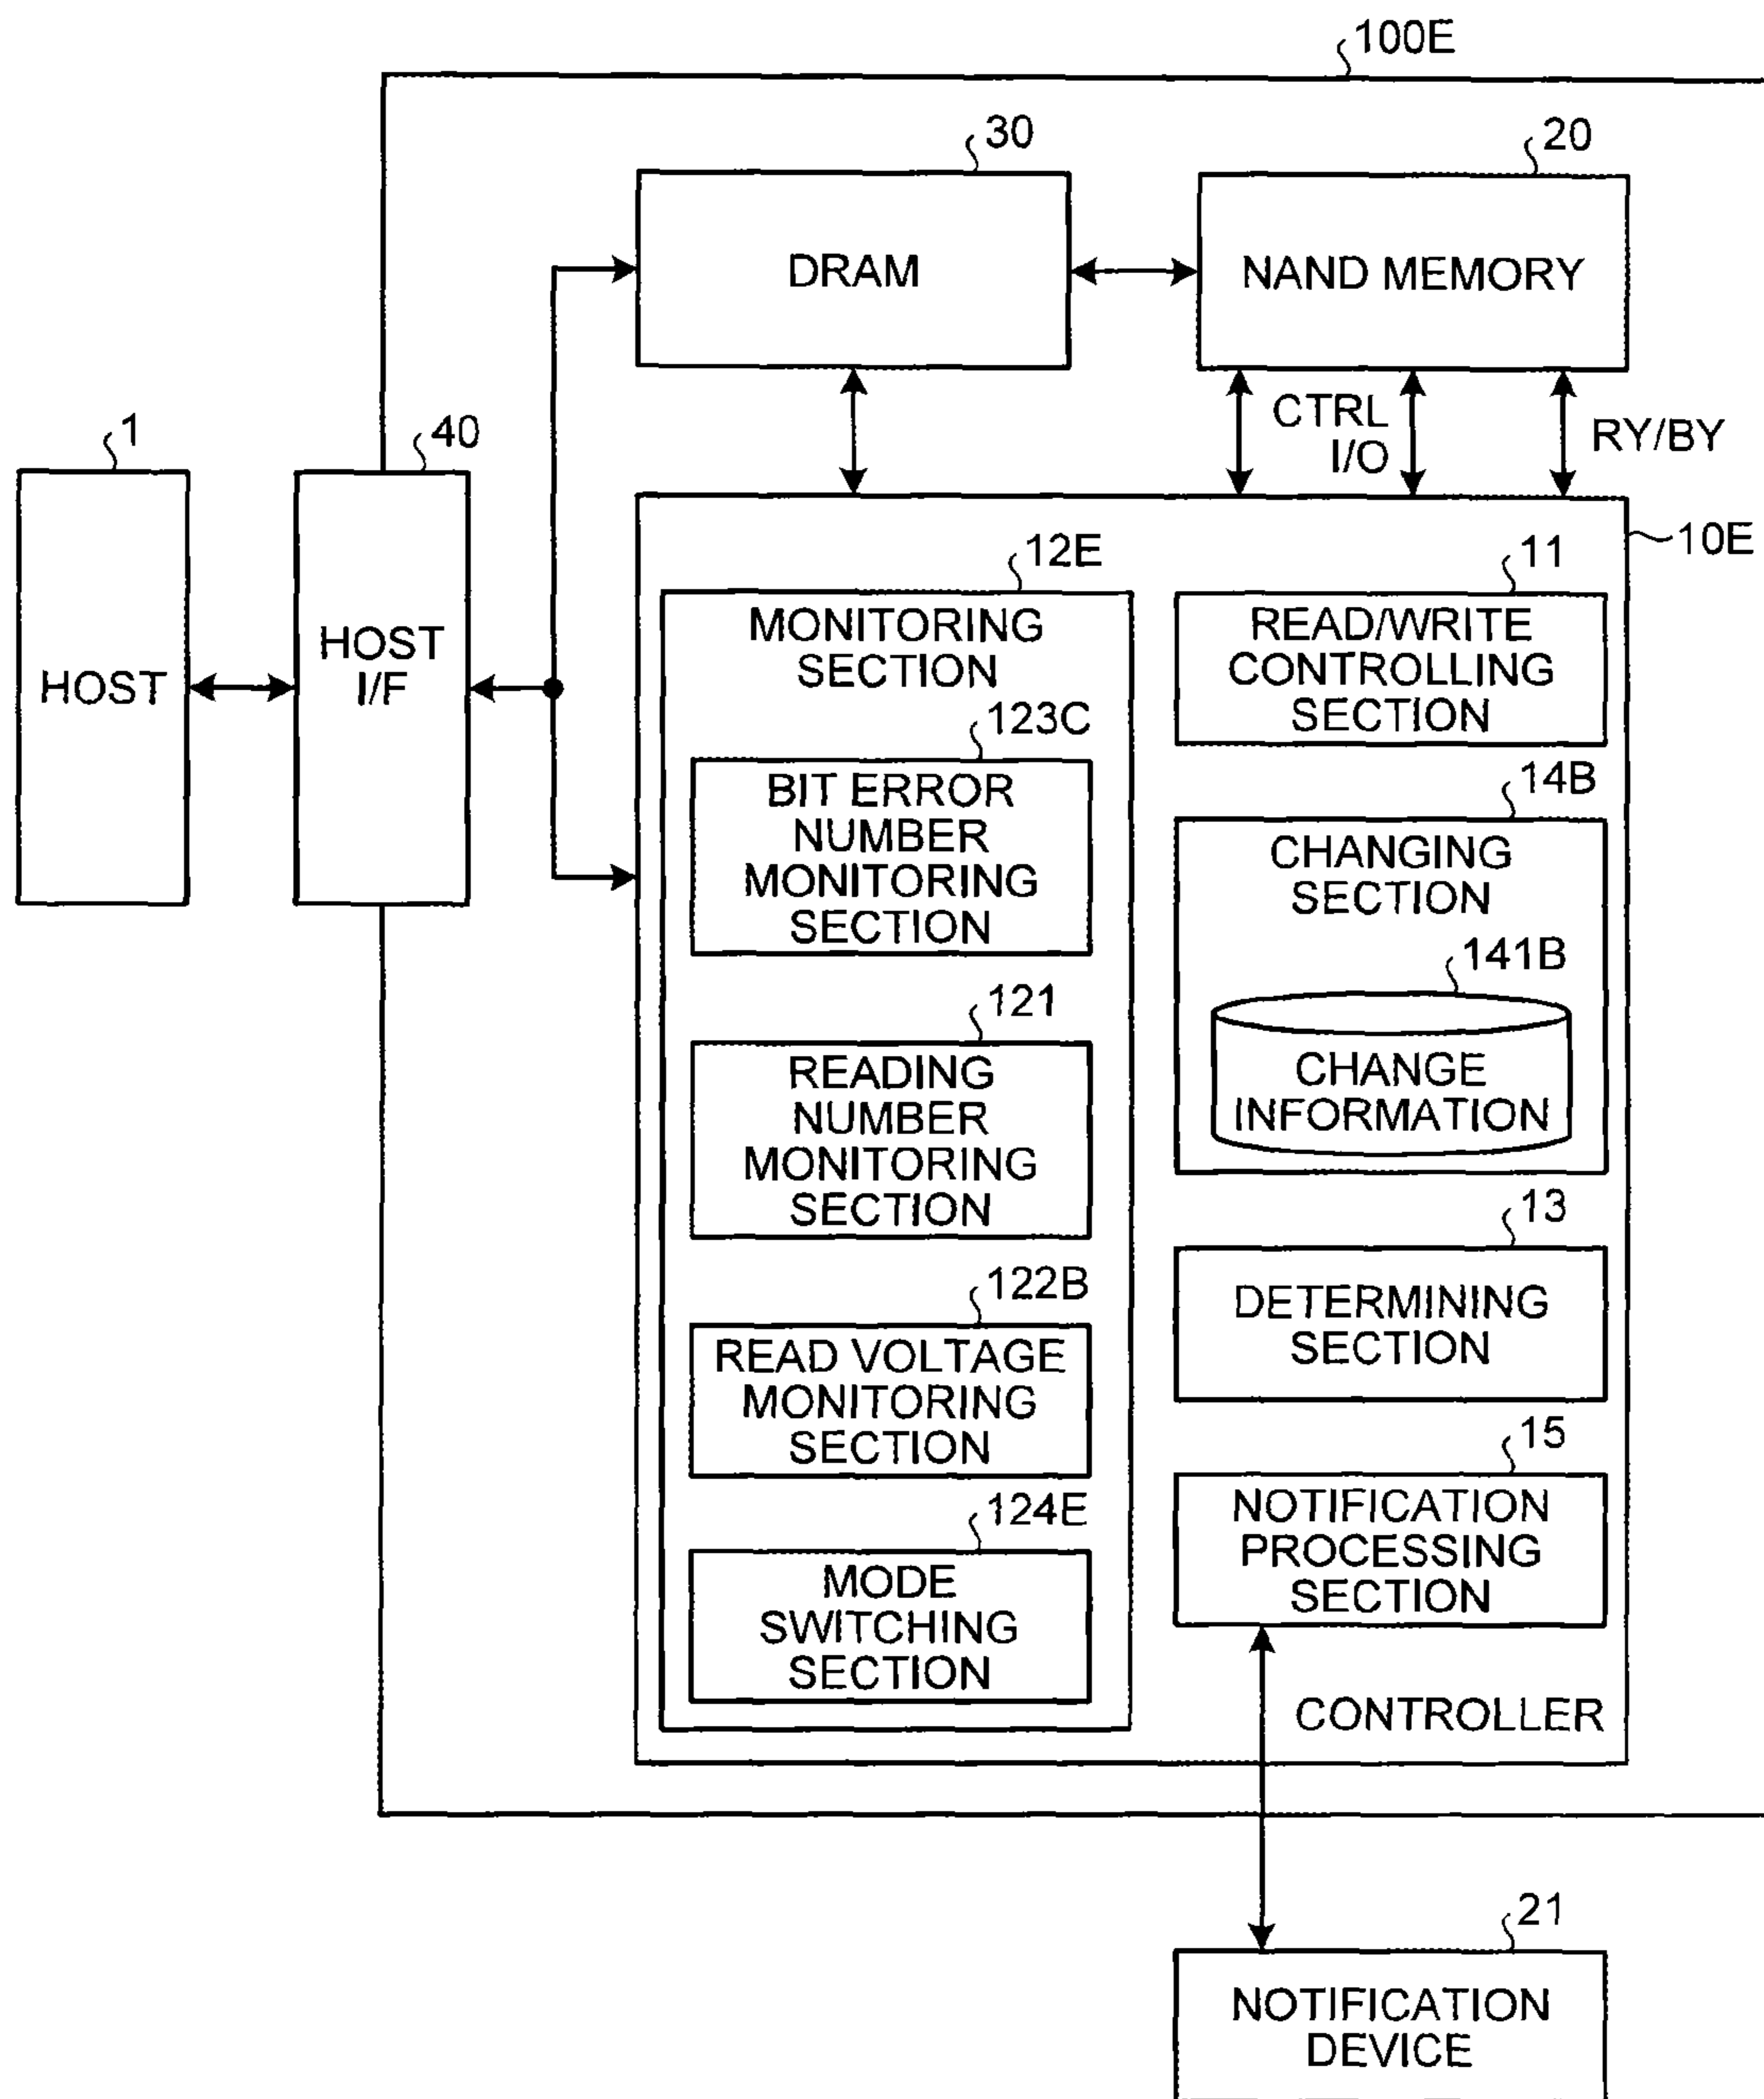 100E
30
20
DRAM
NAND MEMORY
1
40
CTRL
I/O
RY/BY
HOST
HOST
I/F
10E
12E
MONITORING
SECTION
123C
BIT ERROR
NUMBER
MONITORING
SECTION
121
READING
NUMBER
MONITORING
SECTION
122B
READ VOLTAGE
MONITORING
SECTION
124E
MODE
SWITCHING
SECTION
11
READ/WRITE
CONTROLLING
SECTION
14B
CHANGING
SECTION
141B
CHANGE
INFORMATION
13
DETERMINING
SECTION
15
NOTIFICATION
PROCESSING
SECTION
CONTROLLER
21
NOTIFICATION
DEVICE